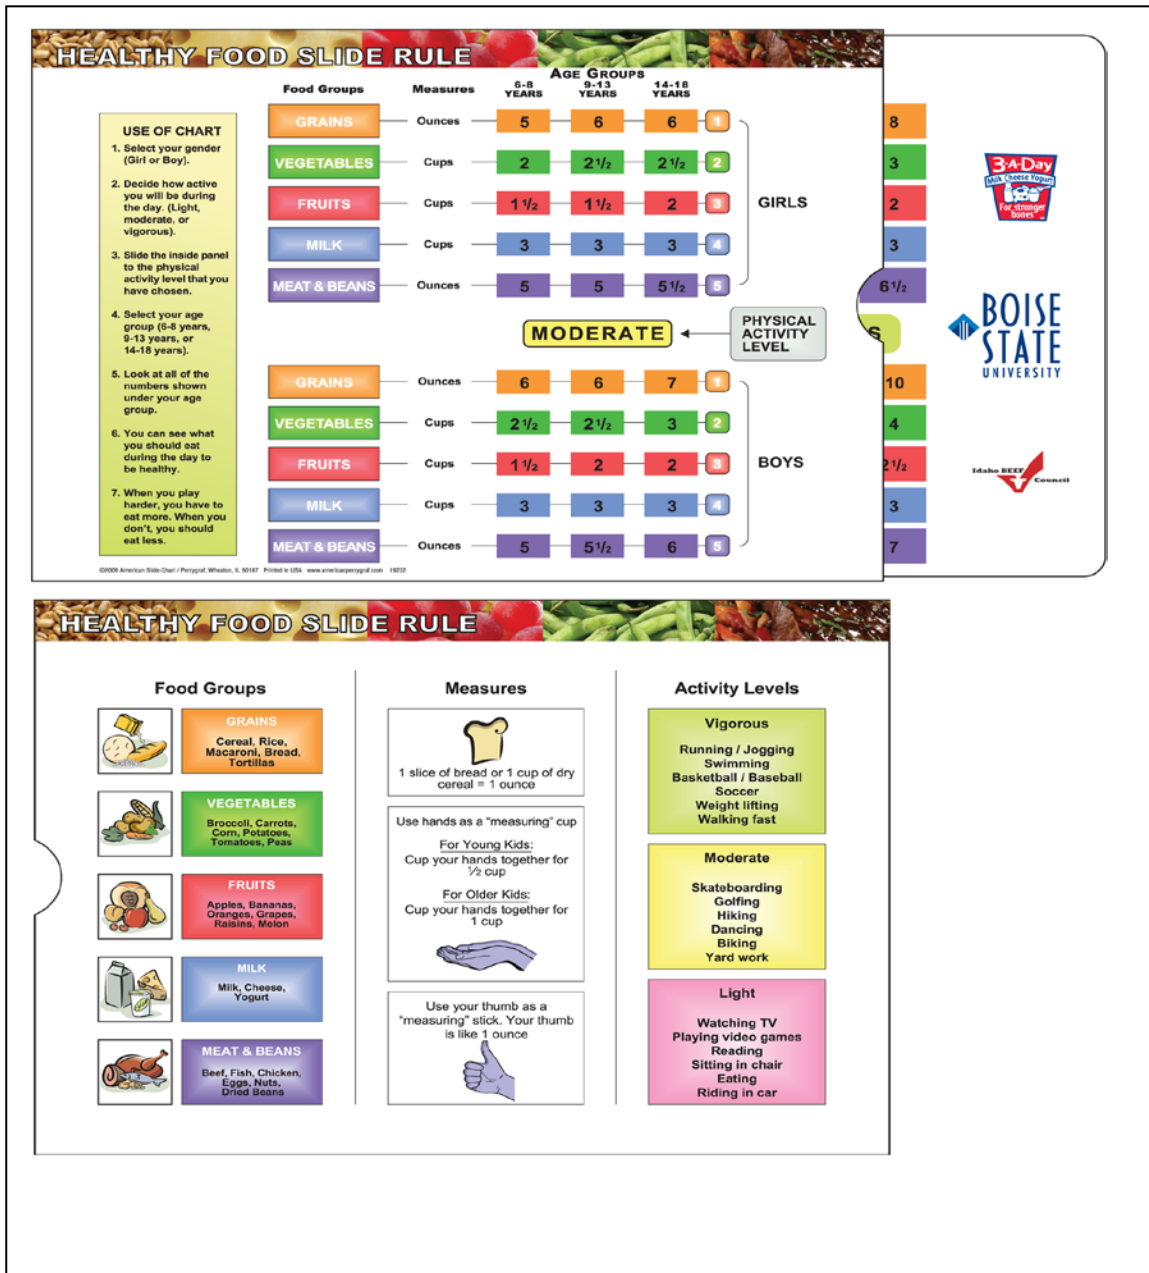 HEALTHY FOOD SLIDE RULE
AGE GROUPS
Food Groups Measures 6-8 YEARS 9-13 YEARS 14-18 YEARS
USE OF CHART
1. Select your gender
(Girl or Boy).
2. Decide how active
you will be during
the day. (Light,
moderate, or
vigorous).
3. Slide the inside panel
to the physical
activity level that you
have chosen.
4. Select your age
group (6-8 years,
9-13 years, or
14-18 years).
5. Look at all of the
numbers shown
under your age
group.
6. You can see what
you should eat
during the day to
be healthy.
7. When you play
harder, you have to
eat more. When you
don't, you should
eat less.
GRAINS Ounces 5 6 6 1
VEGETABLES Cups 2 2 1/2 2 1/2 2
FRUITS Cups 1 1/2 1 1/2 2 3
MILK Cups 3 3 3 4
MEAT & BEANS Ounces 5 5 5 1/2 5
GIRLS
MODERATE
PHYSICAL
ACTIVITY
LEVEL
GRAINS Ounces 6 6 7 1
VEGETABLES Cups 2 1/2 2 1/2 3 2
FRUITS Cups 1 1/2 2 2 3
MILK Cups 3 3 3 4
MEAT & BEANS Ounces 5 5 1/2 6 5
BOYS
©2009 American Slide-Chart / Perrygraf, Wheaton, IL 60187 Printed in USA www.americanperrygraf.com 19232
8
3
2
3
6 1/2
S
10
4
2 1/2
3
7
3-A-Day
Milk Cheese Yogurt
For stronger
bones
BOISE
STATE
UNIVERSITY
Idaho BEEF
Council
HEALTHY FOOD SLIDE RULE
Food Groups
GRAINS
Cereal, Rice,
Macaroni, Bread,
Tortillas
VEGETABLES
Broccoli, Carrots,
Corn, Potatoes,
Tomatoes, Peas
FRUITS
Apples, Bananas,
Oranges, Grapes,
Raisins, Melon
MILK
Milk, Cheese,
Yogurt
MEAT & BEANS
Beef, Fish, Chicken,
Eggs, Nuts,
Dried Beans
Measures
1 slice of bread or 1 cup of dry
cereal = 1 ounce
Use hands as a “measuring” cup
For Young Kids:
Cup your hands together for
½ cup
For Older Kids:
Cup your hands together for
1 cup
Use your thumb as a
“measuring” stick. Your thumb
is like 1 ounce
Activity Levels
Vigorous
Running / Jogging
Swimming
Basketball / Baseball
Soccer
Weight lifting
Walking fast
Moderate
Skateboarding
Golfing
Hiking
Dancing
Biking
Yard work
Light
Watching TV
Playing video games
Reading
Sitting in chair
Eating
Riding in car